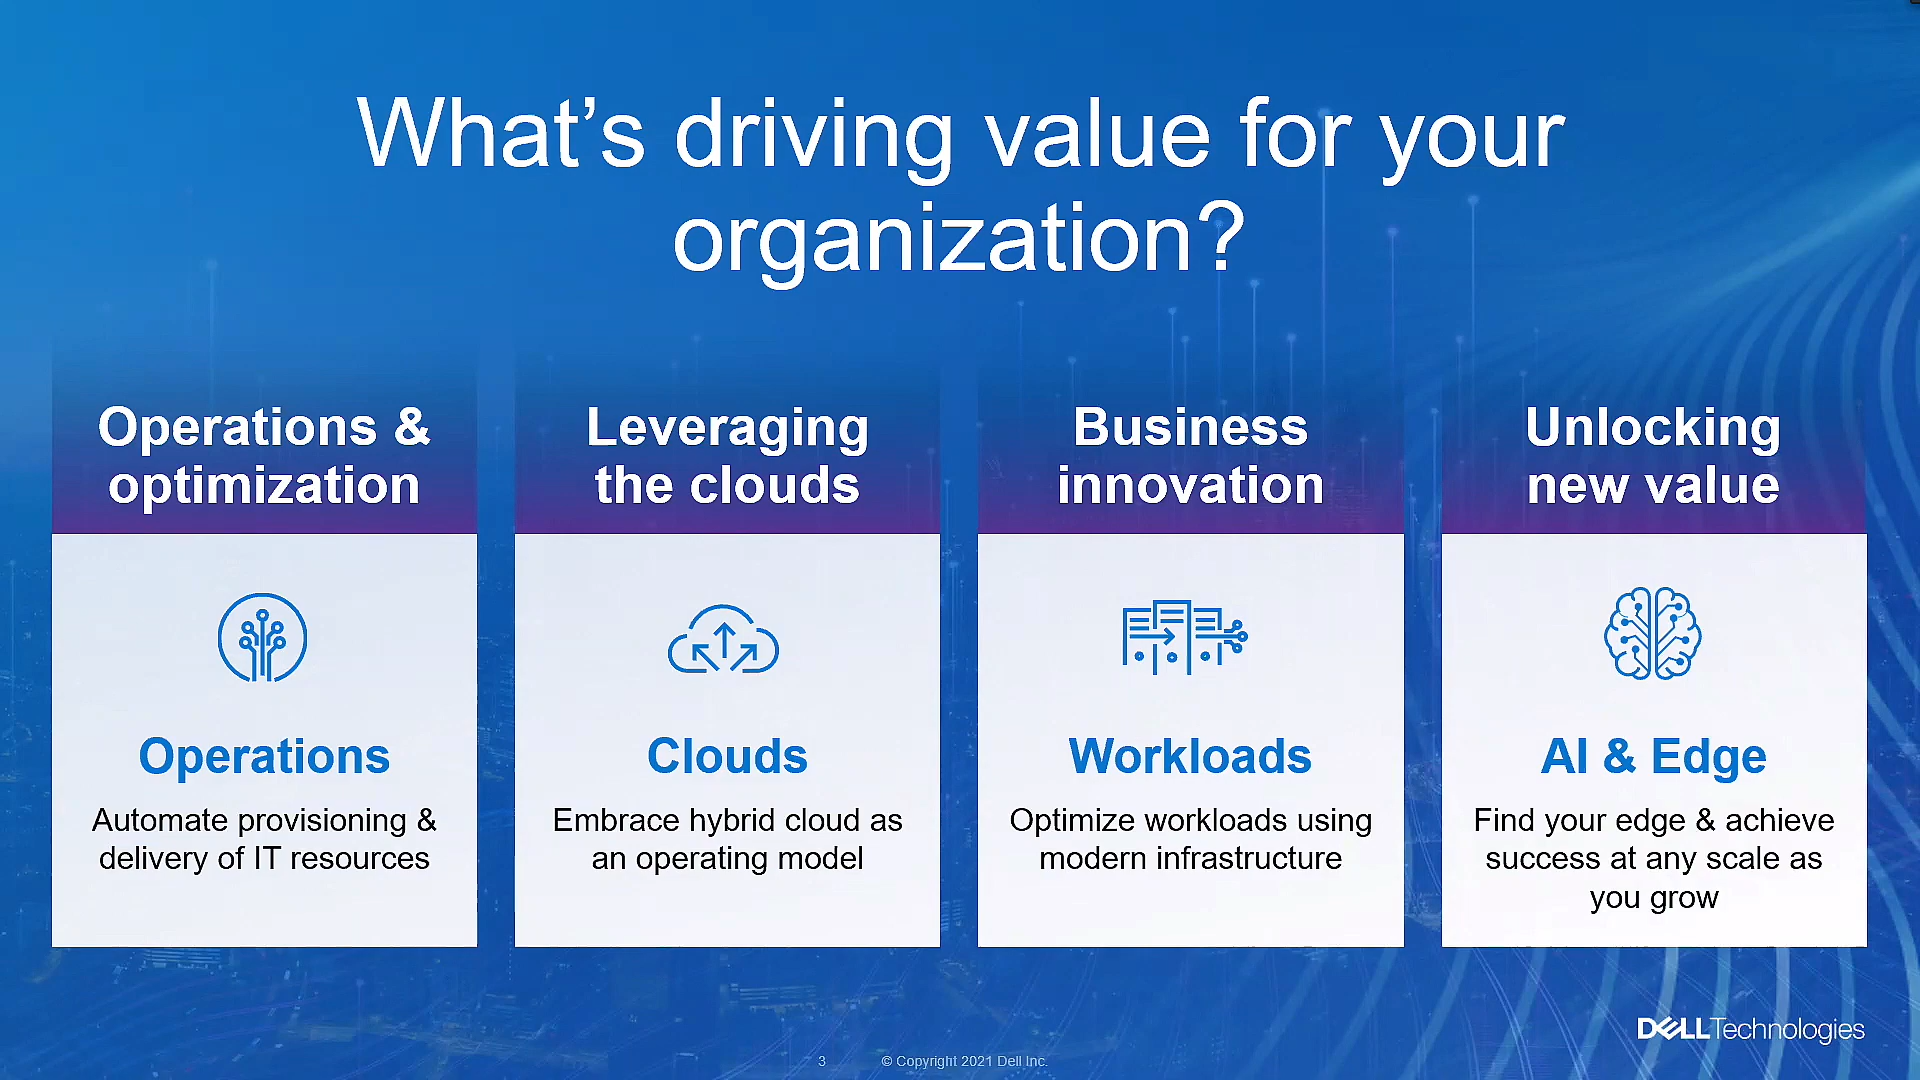 What’s driving value for your
organization?
Operations &
optimization
Operations
Automate provisioning &
delivery of IT resources
Leveraging
the clouds
Clouds
Embrace hybrid cloud as
an operating model
Business
innovation
Workloads
Optimize workloads using
modern infrastructure
Unlocking
new value
AI & Edge
Find your edge & achieve
success at any scale as
you grow
DELL Technologies
3 © Copyright 2021 Dell Inc.